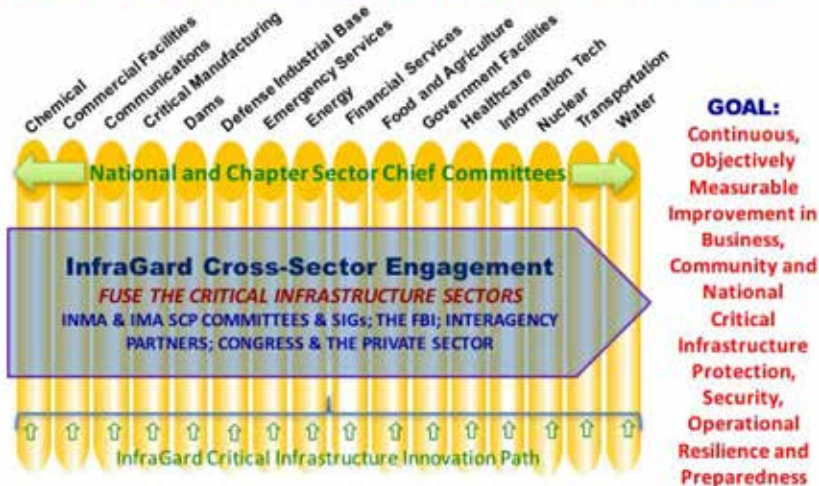 Chemical
Commercial Facilities
Communications
Critical Manufacturing
Dams
Defense Industrial Base
Emergency Services
Energy
Financial Services
Food and Agriculture
Government Facilities
Healthcare
Information Tech
Nuclear
Transportation
Water
National and Chapter Sector Chief Committees
InfraGard Cross-Sector Engagement
FUSE THE CRITICAL INFRASTRUCTURE SECTORS
INMA & IMA SCP COMMITTEES & SIGs; THE FBI; INTERAGENCY
PARTNERS; CONGRESS & THE PRIVATE SECTOR
InfraGard Critical Infrastructure Innovation Path
GOAL:
Continuous,
Objectively
Measurable
Improvement in
Business,
Community and
National
Critical
Infrastructure
Protection,
Security,
Operational
Resilience and
Preparedness